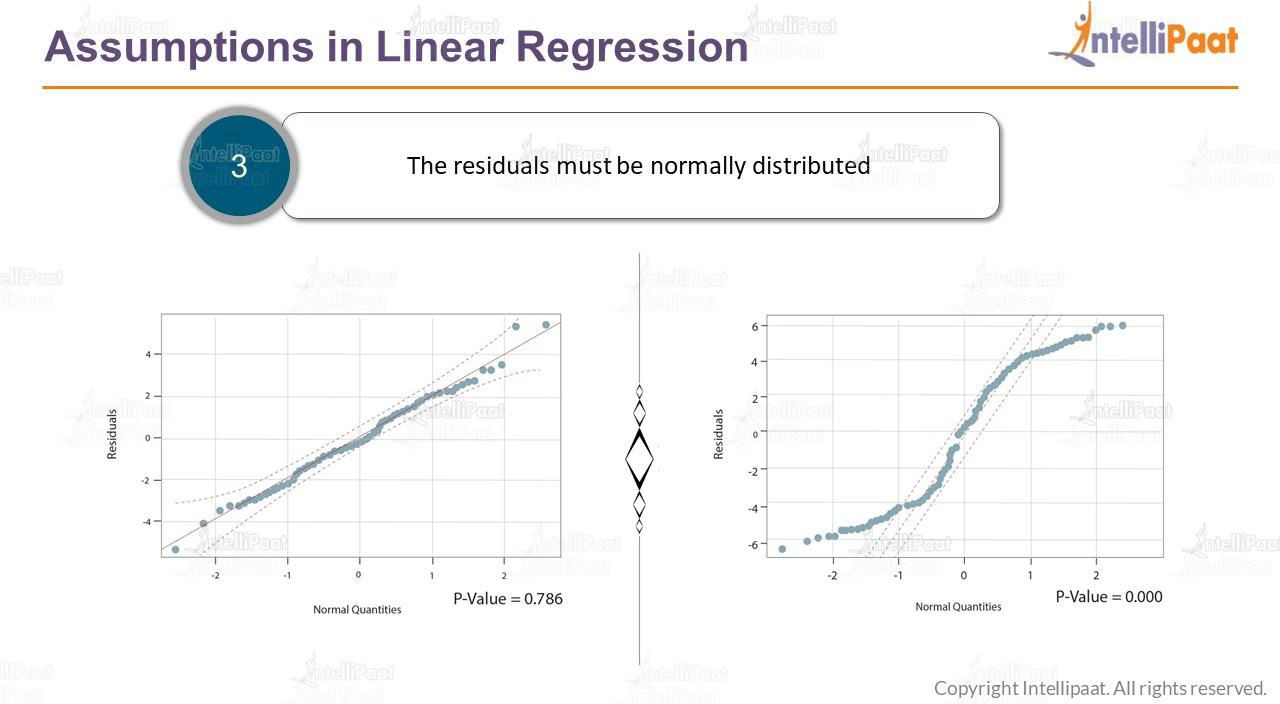 Assumptions in Linear Regression
IntelliPaat
3
The residuals must be normally distributed
Residuals
4
2
0
-2
-4
-2
-1
0
1
2
Normal Quantities
P-Value = 0.786
Residuals
6
4
2
0
-2
-4
-6
-2
-1
0
1
2
Normal Quantities
P-Value = 0.000
Copyright Intellipaat. All rights reserved.